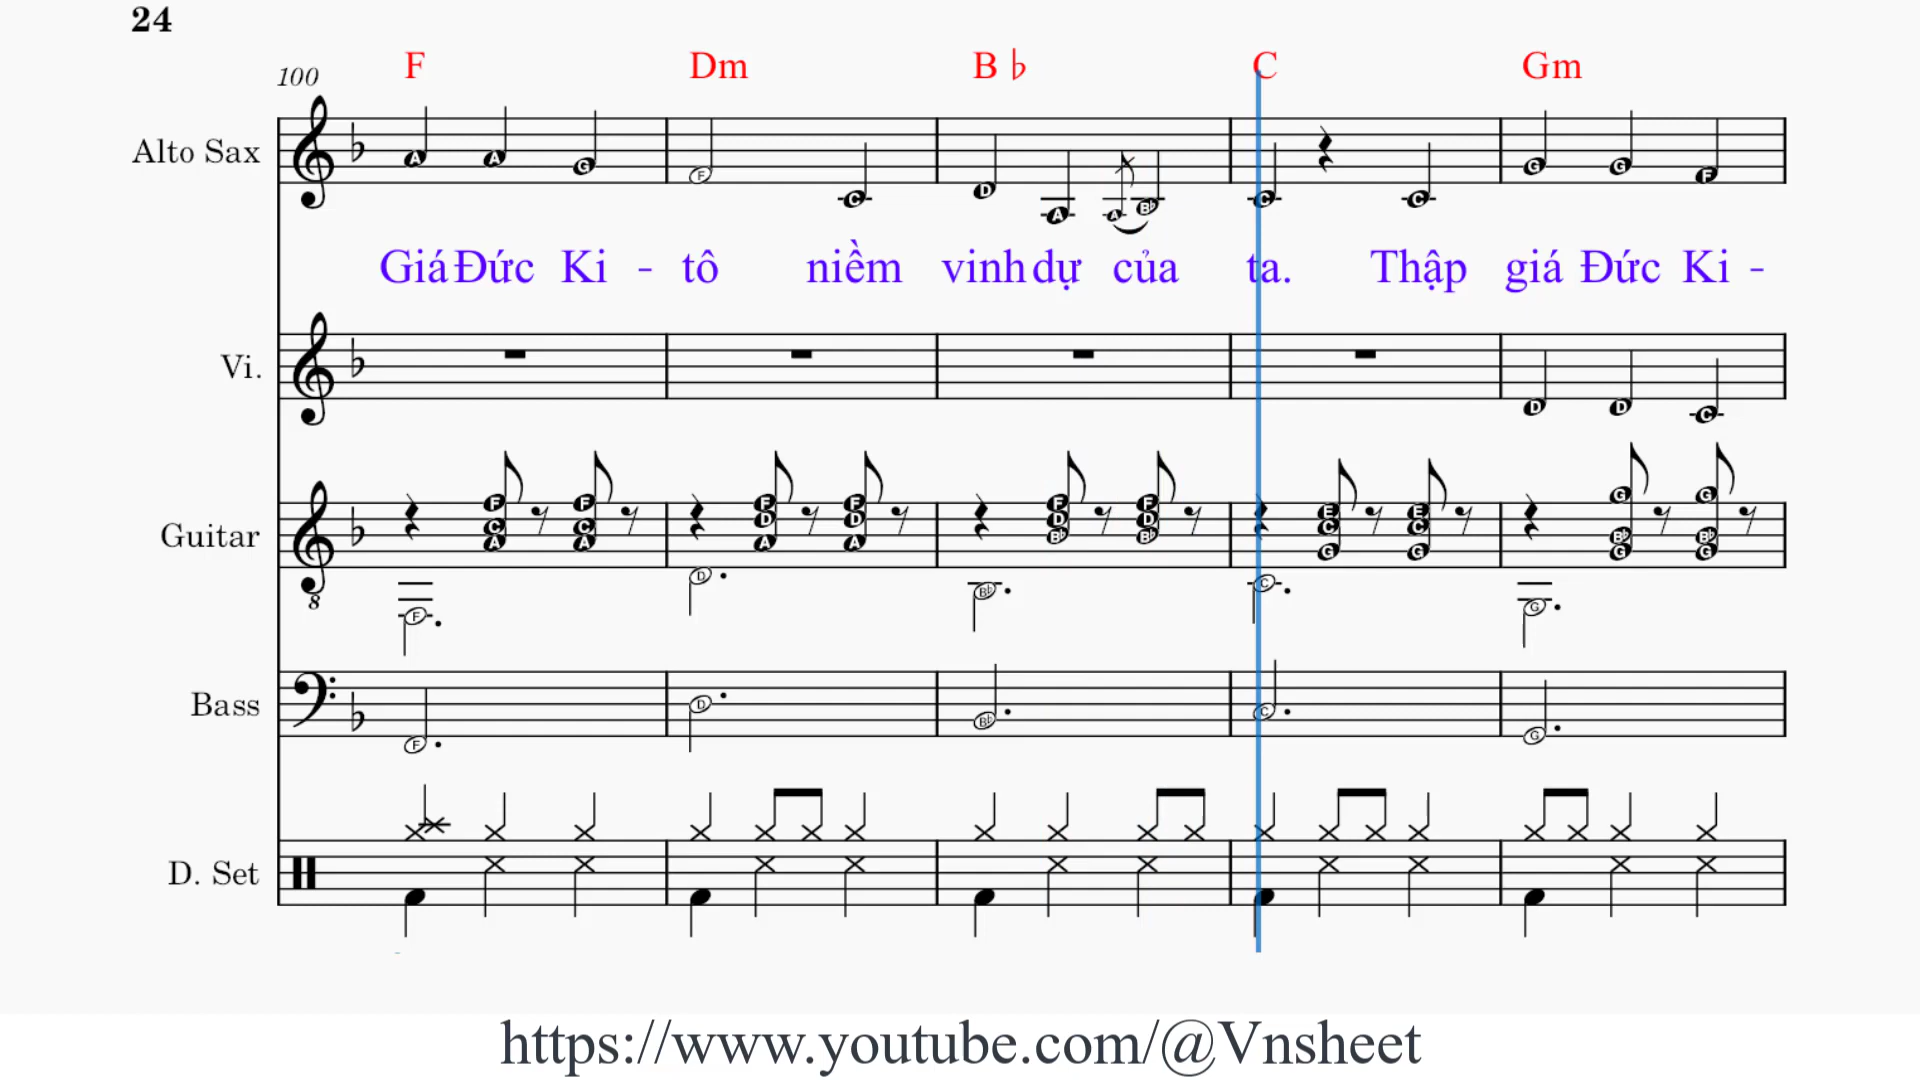 24
100
F Dm B♭ C Gm
Alto Sax
A A G F C D A A B♭ C C G G F
Giá Đức Ki - tô niềm vinh dự của ta. Thập giá Đức Ki -
Vi.
D D C
Guitar
8
Bass
F D B♭ C G
D. Set
https://www.youtube.com/@Vnsheet